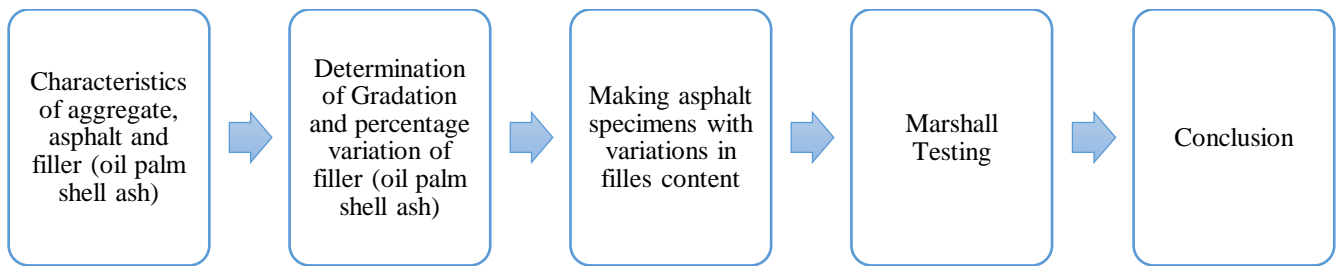 Characteristics
of aggregate,
asphalt and
filler (oil palm
shell ash)
Determination
of Gradation
and percentage
variation of
filler (oil palm
shell ash)
Making asphalt
specimens with
variations in
filles content
Marshall
Testing
Conclusion